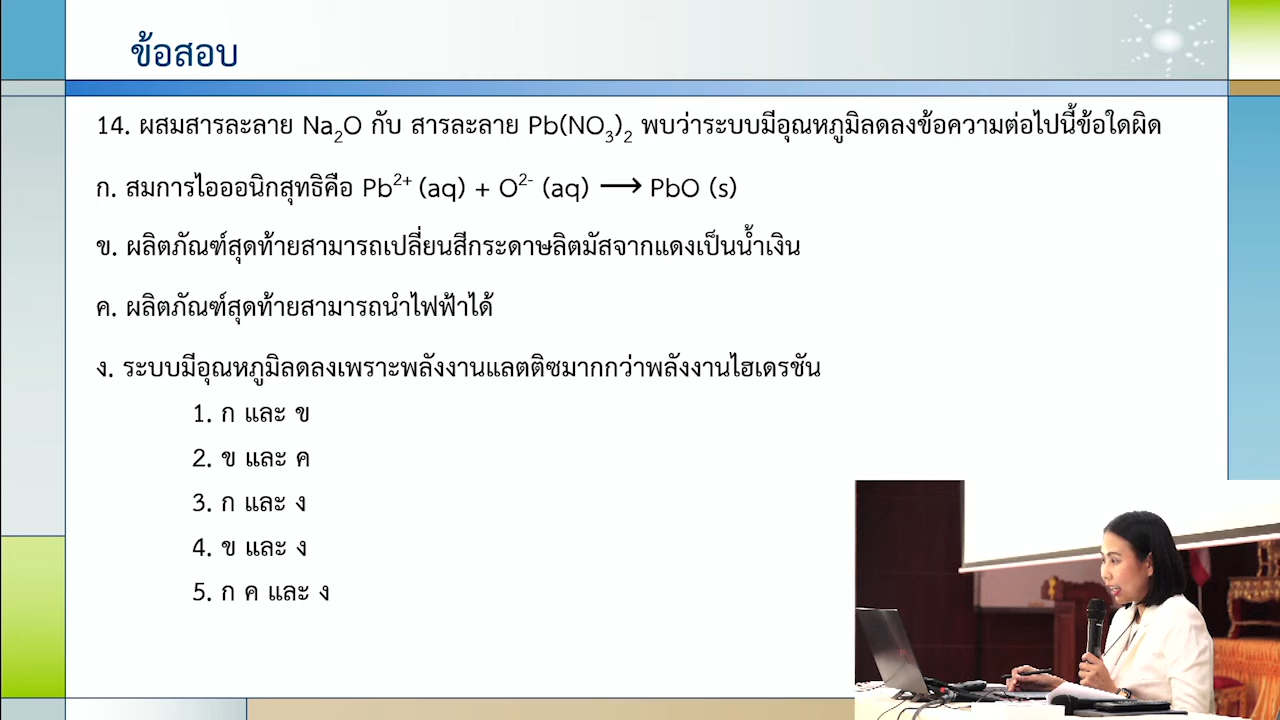 ข้อสอบ
14. ผสมสารละลาย Na₂O กับ สารละลาย Pb(NO₃)₂ พบว่าระบบมีอุณหภูมิลดลงข้อความต่อไปนี้ข้อใดผิด
ก. สมการไอออนิกสุทธิคือ Pb²⁺ (aq) + O²⁻ (aq) ⟶ PbO (s)
ข. ผลิตภัณฑ์สุดท้ายสามารถเปลี่ยนสีกระดาษลิตมัสจากแดงเป็นน้ำเงิน
ค. ผลิตภัณฑ์สุดท้ายสามารถนำไฟฟ้าได้
ง. ระบบมีอุณหภูมิลดลงเพราะพลังงานแลตติซมากกว่าพลังงานไฮเดรชัน
1. ก และ ข
2. ข และ ค
3. ก และ ง
4. ข และ ง
5. ก ค และ ง